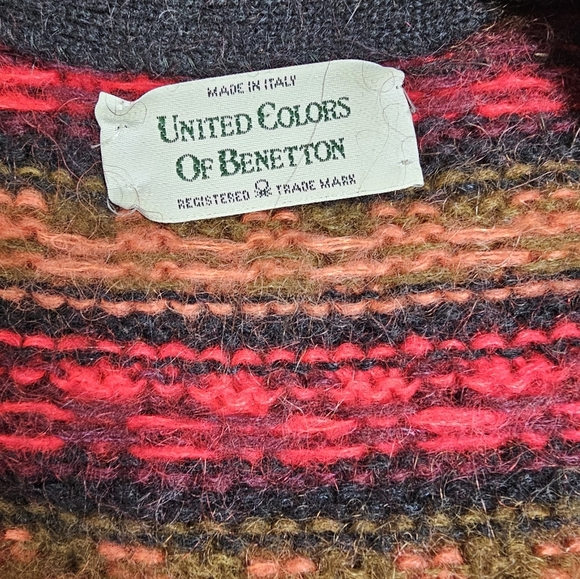 MADE IN ITALY
UNITED COLORS
OF BENETTON
REGISTERED TRADE MARK